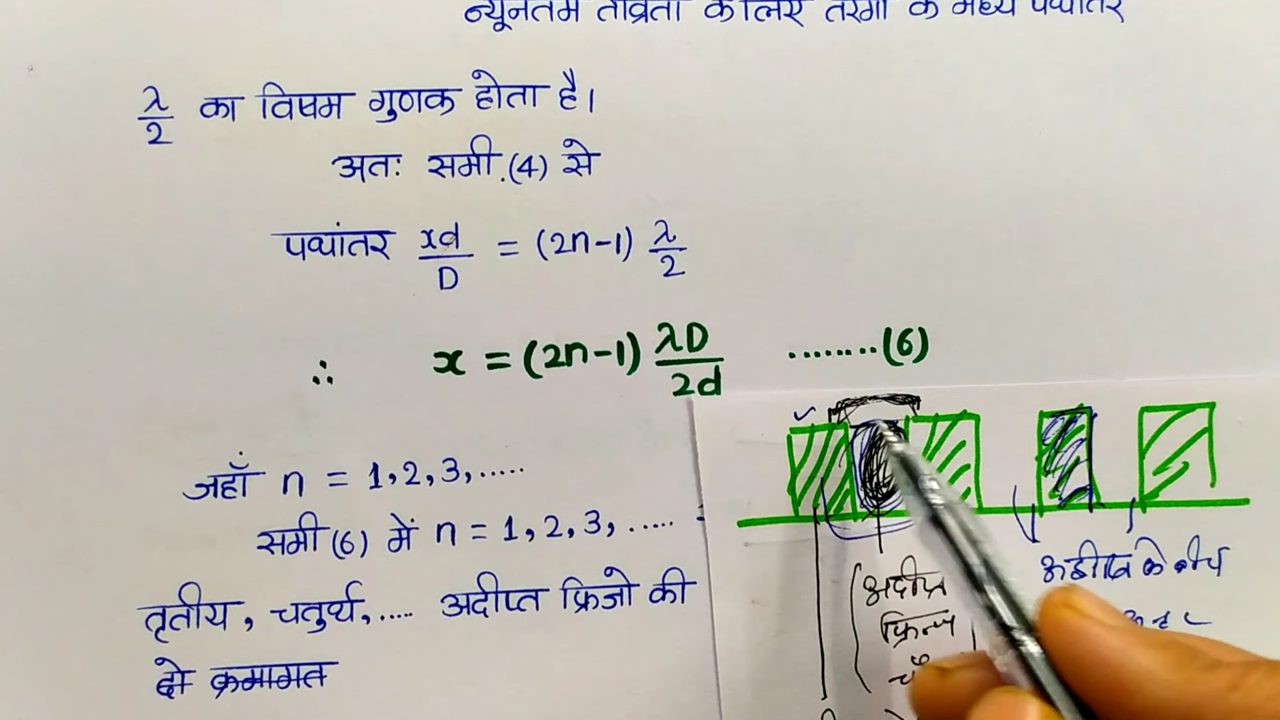 न्यूनतम तीव्रता के लिए तरंगों के मध्य पथांतर
λ/2 का विषम गुणक होता है।
अतः समी.(4) से
पथांतर xd/D = (2n-1) λ/2
∴ x = (2n-1) λD/2d ........(6)
जहाँ n = 1,2,3,.....
समी(6) में n = 1,2,3, .....
तृतीय, चतुर्थ,.... अदीप्त फ्रिंजो की
दो क्रमागत
अदीप्त के बीच
अदीप्त
फ्रिन्ज